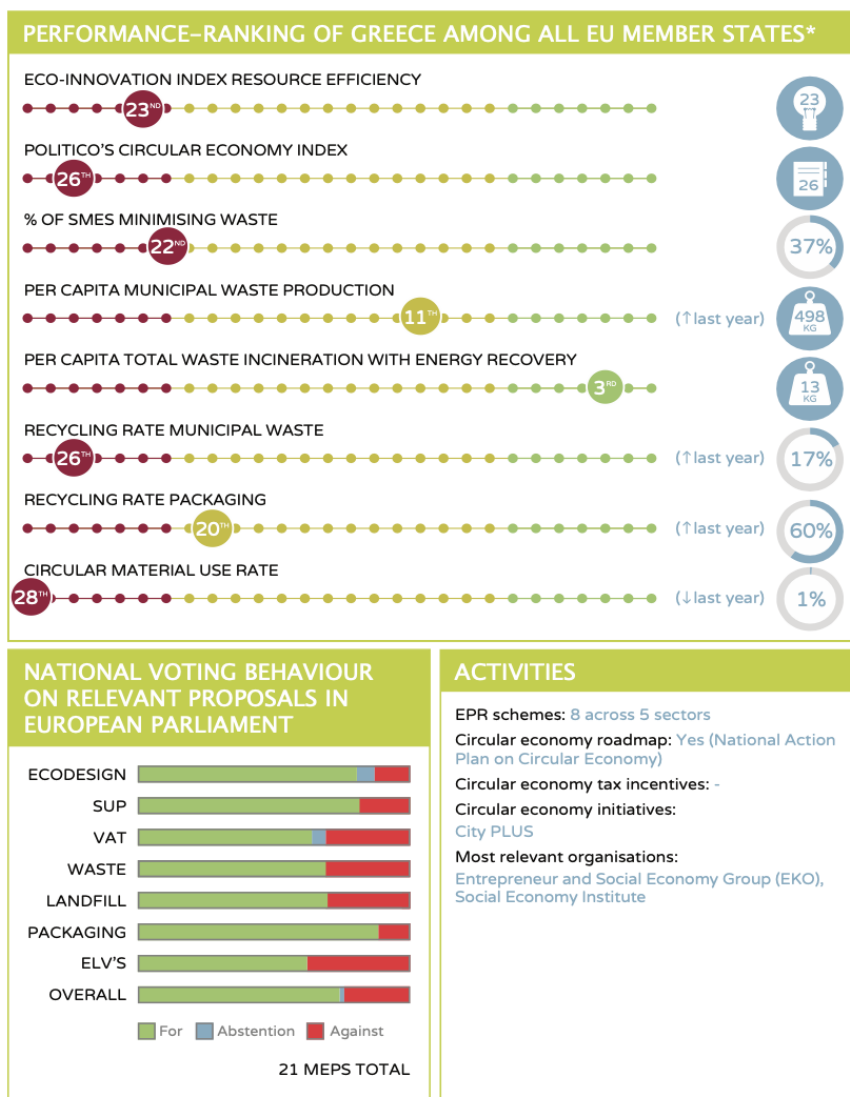 PERFORMANCE–RANKING OF GREECE AMONG ALL EU MEMBER STATES*
ECO-INNOVATION INDEX RESOURCE EFFICIENCY
23ND
23
POLITICO'S CIRCULAR ECONOMY INDEX
26TH
26
% OF SMES MINIMISING WASTE
22ND
37%
PER CAPITA MUNICIPAL WASTE PRODUCTION
11TH
(↑last year)
498
KG
PER CAPITA TOTAL WASTE INCINERATION WITH ENERGY RECOVERY
3RD
13
KG
RECYCLING RATE MUNICIPAL WASTE
26TH
(↑last year)
17%
RECYCLING RATE PACKAGING
20TH
(↑last year)
60%
CIRCULAR MATERIAL USE RATE
28TH
(↓last year)
1%
NATIONAL VOTING BEHAVIOUR
ON RELEVANT PROPOSALS IN
EUROPEAN PARLIAMENT
ECODESIGN
SUP
VAT
WASTE
LANDFILL
PACKAGING
ELV'S
OVERALL
For Abstention Against
21 MEPS TOTAL
ACTIVITIES
EPR schemes: 8 across 5 sectors
Circular economy roadmap: Yes (National Action
Plan on Circular Economy)
Circular economy tax incentives: -
Circular economy initiatives:
City PLUS
Most relevant organisations:
Entrepreneur and Social Economy Group (EKO),
Social Economy Institute